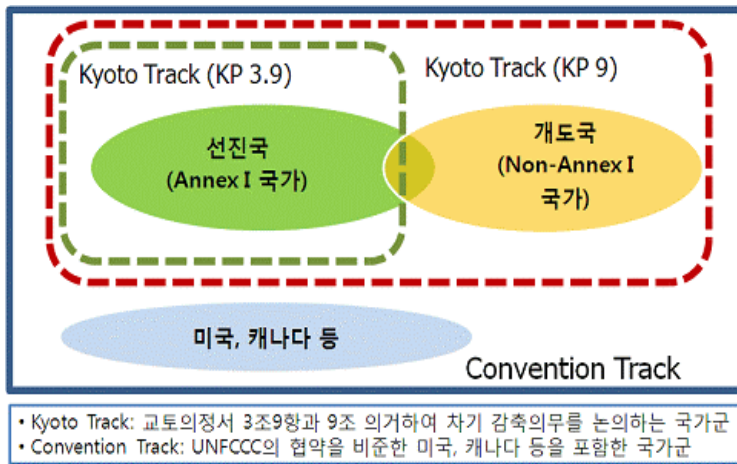 Kyoto Track (KP 3.9)
Kyoto Track (KP 9)
선진국
(Annex I 국가)
개도국
(Non-Annex I
국가)
미국, 캐나다 등
Convention Track
• Kyoto Track: 교토의정서 3조9항과 9조 의거하여 차기 감축의무를 논의하는 국가군
• Convention Track: UNFCCC의 협약을 비준한 미국, 캐나다 등을 포함한 국가군